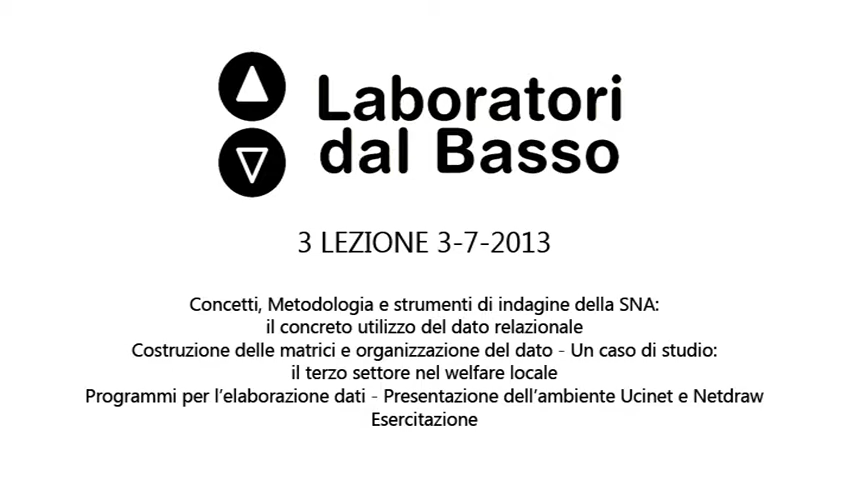 Laboratori
dal Basso
3 LEZIONE 3-7-2013
Concetti, Metodologia e strumenti di indagine della SNA:
il concreto utilizzo del dato relazionale
Costruzione delle matrici e organizzazione del dato - Un caso di studio:
il terzo settore nel welfare locale
Programmi per l'elaborazione dati - Presentazione dell'ambiente Ucinet e Netdraw
Esercitazione